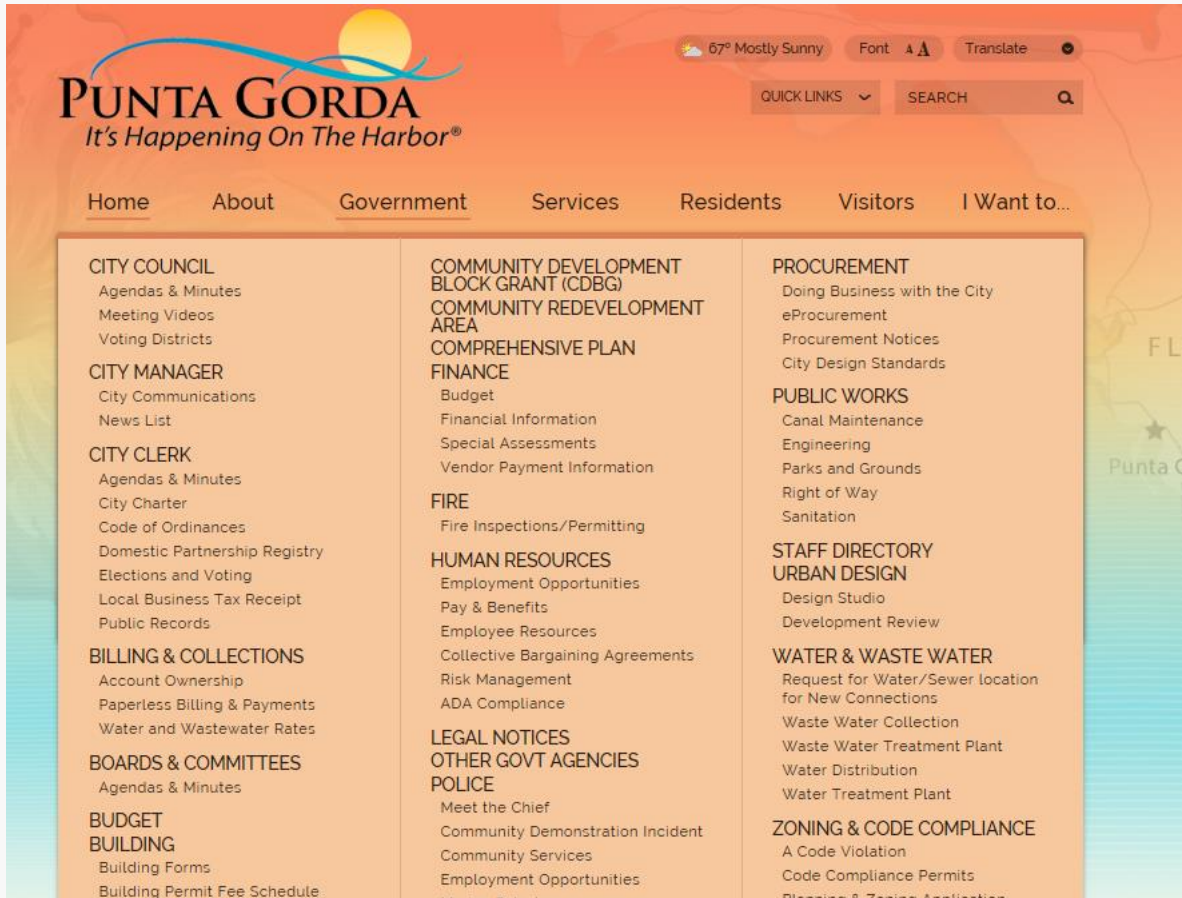 67º Mostly Sunny
Font A A
Translate
PUNTA GORDA
It's Happening On The Harbor®
QUICK LINKS
SEARCH
Home
About
Government
Services
Residents
Visitors
I Want to...
CITY COUNCIL
Agendas & Minutes
Meeting Videos
Voting Districts
CITY MANAGER
City Communications
News List
CITY CLERK
Agendas & Minutes
City Charter
Code of Ordinances
Domestic Partnership Registry
Elections and Voting
Local Business Tax Receipt
Public Records
BILLING & COLLECTIONS
Account Ownership
Paperless Billing & Payments
Water and Wastewater Rates
BOARDS & COMMITTEES
Agendas & Minutes
BUDGET
BUILDING
Building Forms
Building Permit Fee Schedule
COMMUNITY DEVELOPMENT
BLOCK GRANT (CDBG)
COMMUNITY REDEVELOPMENT
AREA
COMPREHENSIVE PLAN
FINANCE
Budget
Financial Information
Special Assessments
Vendor Payment Information
FIRE
Fire Inspections/Permitting
HUMAN RESOURCES
Employment Opportunities
Pay & Benefits
Employee Resources
Collective Bargaining Agreements
Risk Management
ADA Compliance
LEGAL NOTICES
OTHER GOVT AGENCIES
POLICE
Meet the Chief
Community Demonstration Incident
Community Services
Employment Opportunities
PROCUREMENT
Doing Business with the City
eProcurement
Procurement Notices
City Design Standards
PUBLIC WORKS
Canal Maintenance
Engineering
Parks and Grounds
Right of Way
Sanitation
STAFF DIRECTORY
URBAN DESIGN
Design Studio
Development Review
WATER & WASTE WATER
Request for Water/Sewer location
for New Connections
Waste Water Collection
Waste Water Treatment Plant
Water Distribution
Water Treatment Plant
ZONING & CODE COMPLIANCE
A Code Violation
Code Compliance Permits
Planning & Zoning Application
FL
Punta